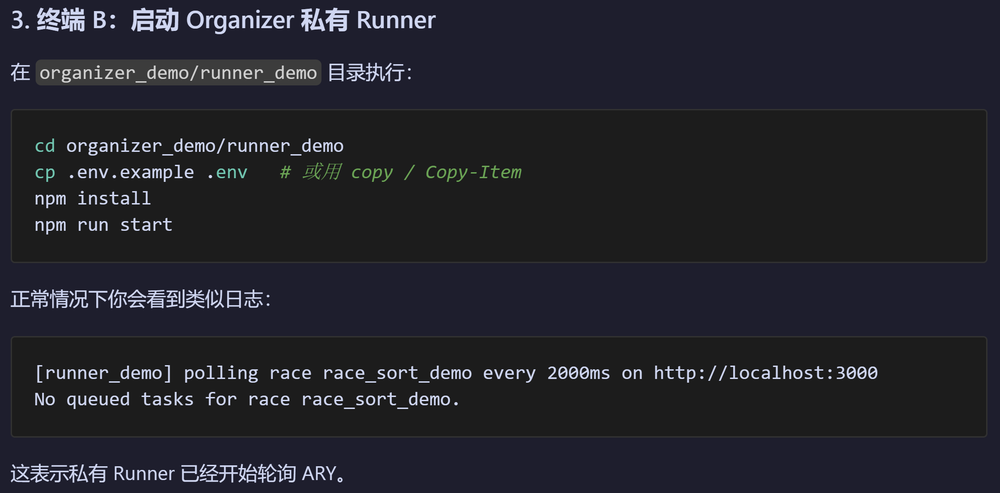 3. 终端 B：启动 Organizer 私有 Runner
在 organizer_demo/runner_demo 目录执行：
cd organizer_demo/runner_demo
cp .env.example .env   # 或用 copy / Copy-Item
npm install
npm run start
正常情况下你会看到类似日志：
[runner_demo] polling race race_sort_demo every 2000ms on http://localhost:3000
No queued tasks for race race_sort_demo.
这表示私有 Runner 已经开始轮询 ARY。